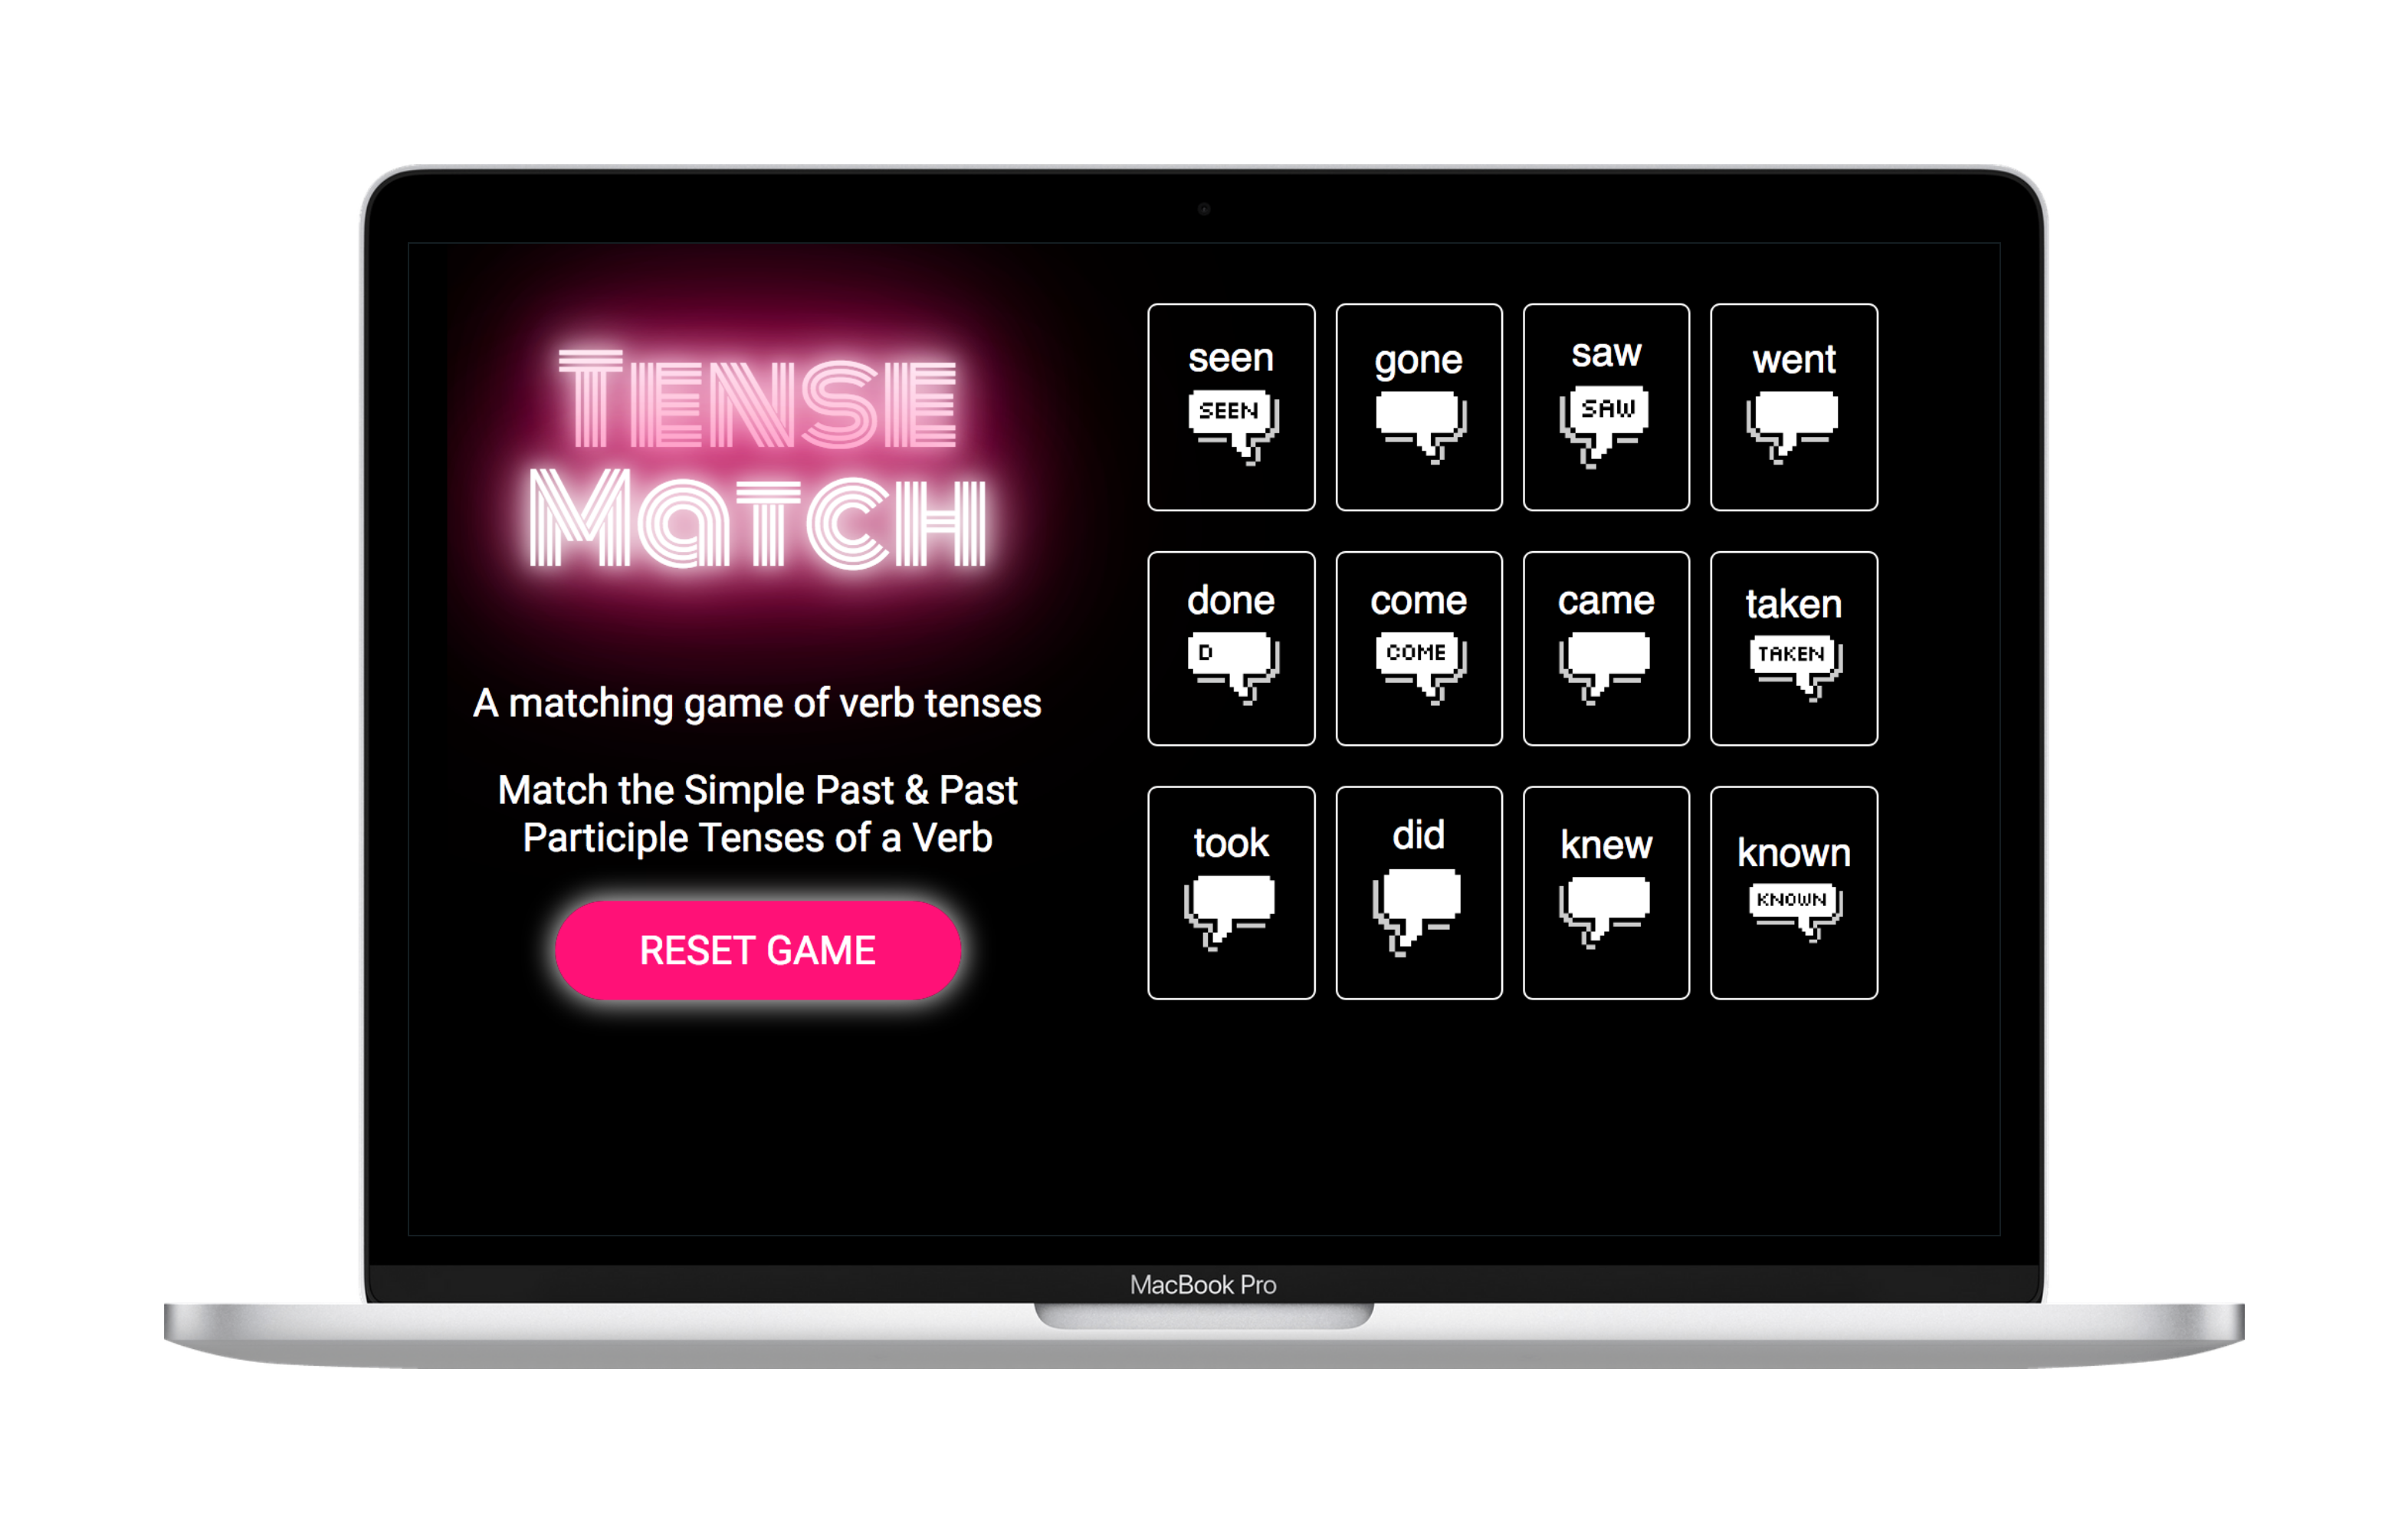 TENSE
MATCH
A matching game of verb tenses
Match the Simple Past & Past
Participle Tenses of a Verb
RESET GAME
seen
SEEN
gone
saw
SAW
went
done
D
come
COME
came
taken
TAKEN
took
did
knew
known
KNOWN
MacBook Pro